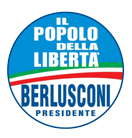 IL
POPOLO
DELLA
LIBERTÀ
BERLUSCONI
PRESIDENTE